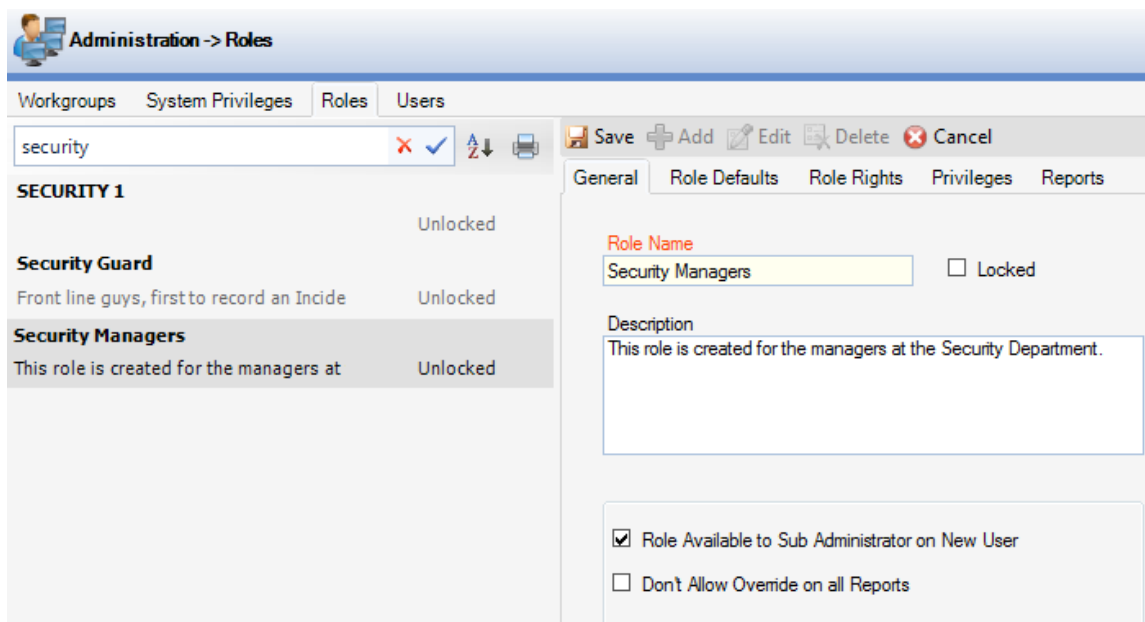 Administration -> Roles
Workgroups System Privileges Roles Users
security
SECURITY 1
Unlocked
Security Guard
Front line guys, first to record an Incide Unlocked
Security Managers
This role is created for the managers at Unlocked
Save Add Edit Delete Cancel
General Role Defaults Role Rights Privileges Reports
Role Name
Security Managers Locked
Description
This role is created for the managers at the Security Department.
Role Available to Sub Administrator on New User
Don't Allow Override on all Reports